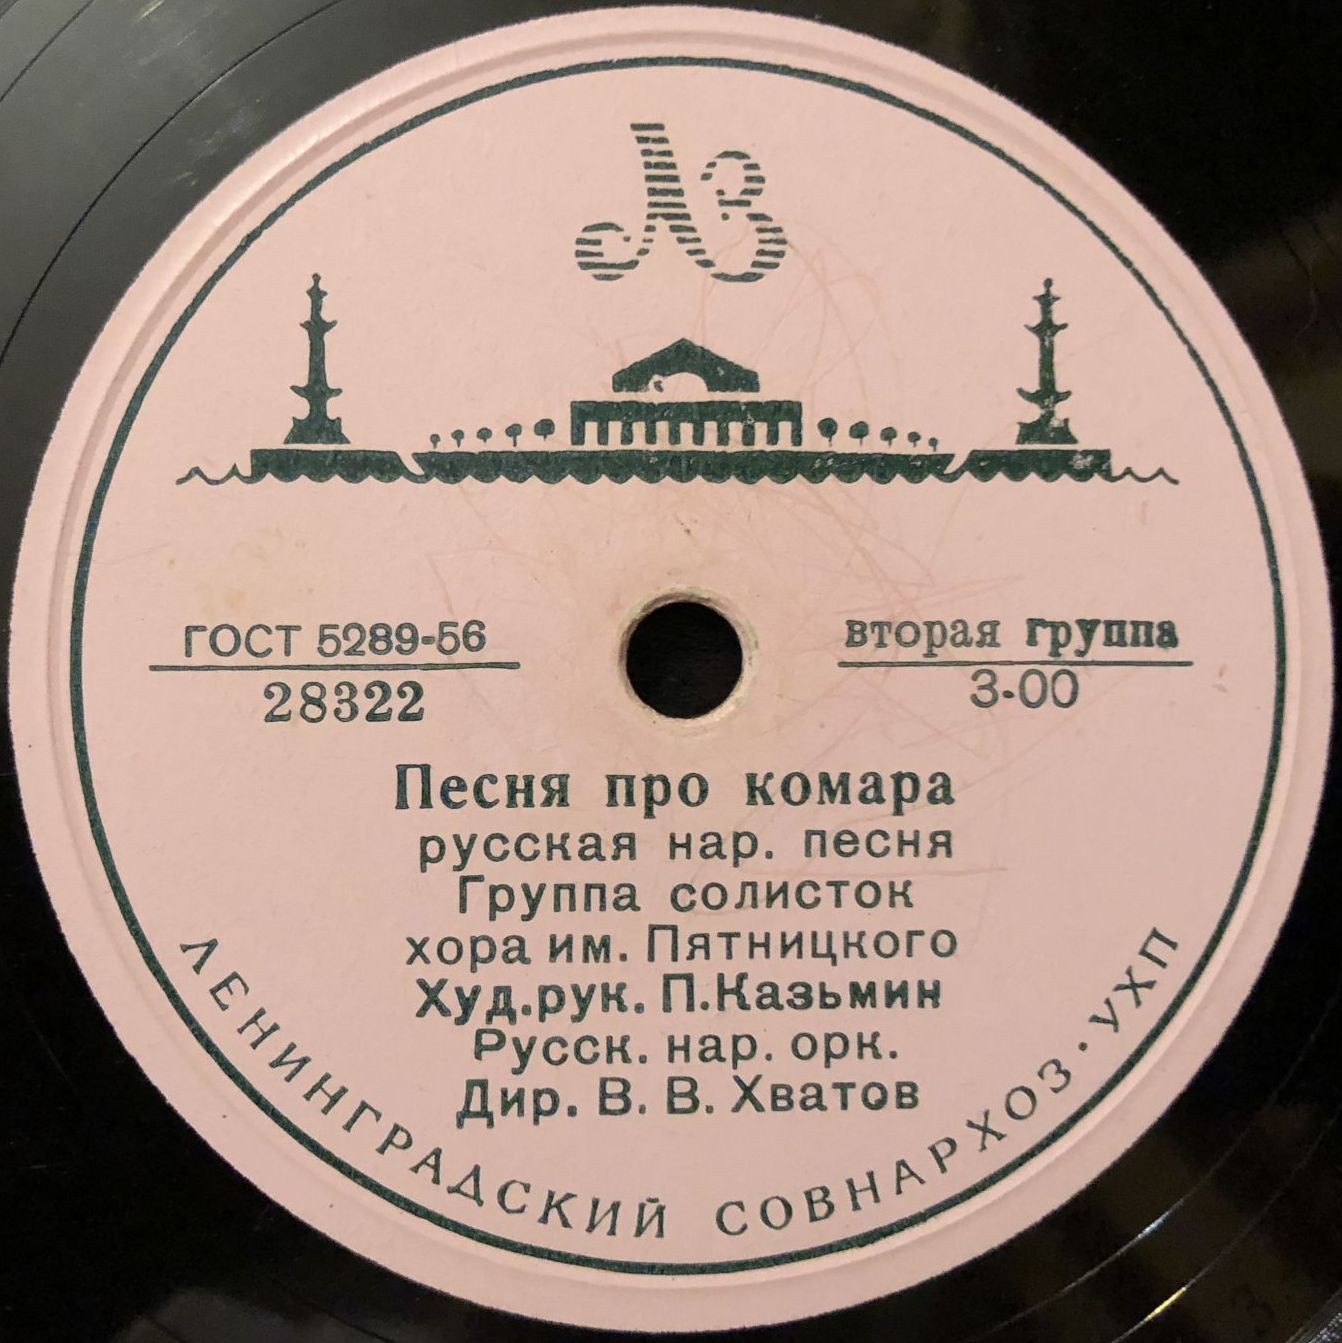 ЛЗ
ГОСТ 5289-56
28322
вторая группа
3-00
Песня про комара
русская нар. песня
Группа солисток
хора им. Пятницкого
Худ.рук. П.Казьмин
Русск. нар. орк.
Дир. В. В. Хватов
ЛЕНИНГРАДСКИЙ СОВНАРХОЗ · УХП